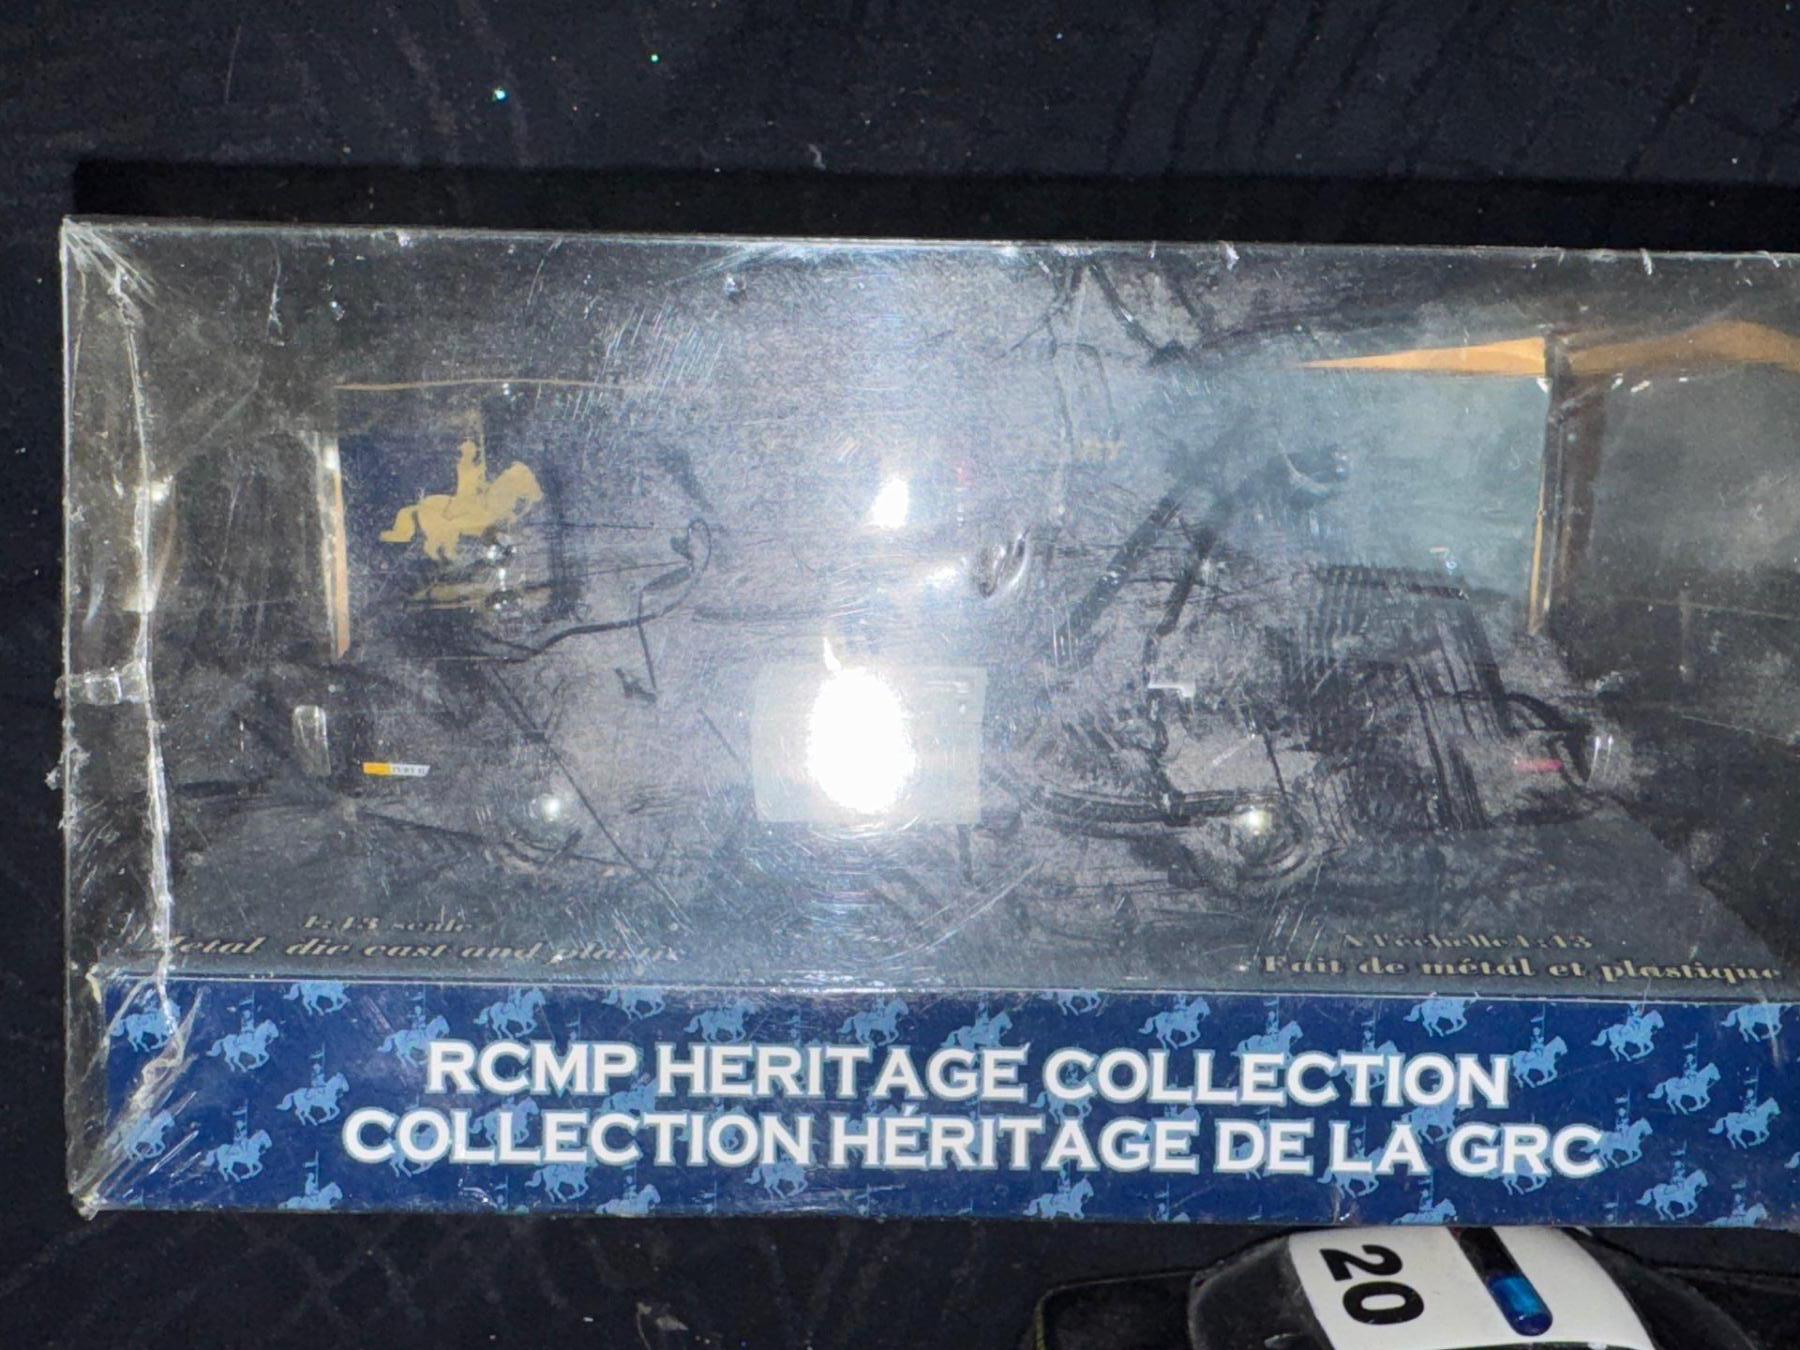 1:43 scale
Metal die cast and plastic
A l'échelle 1:43
Fait de métal et plastique
RCMP HERITAGE COLLECTION
COLLECTION HÉRITAGE DE LA GRC
20